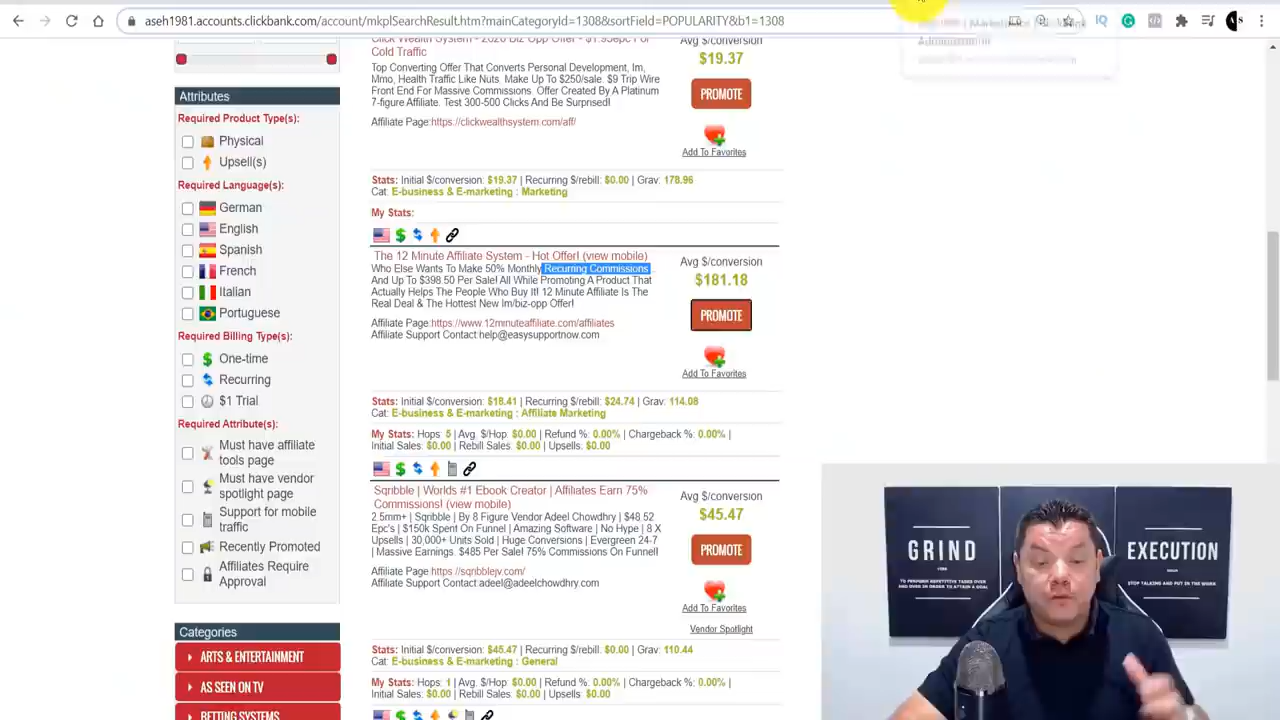 aseh1981.accounts.clickbank.com/account/mkplSearchResult.htm?mainCategoryId=1308&sortField=POPULARITY&b1=1308
Attributes
Required Product Type(s):
Physical
Upsell(s)
Required Language(s):
German
English
Spanish
French
Italian
Portuguese
Required Billing Type(s):
One-time
Recurring
$1 Trial
Required Attribute(s):
Must have affiliate
tools page
Must have vendor
spotlight page
Support for mobile
traffic
Recently Promoted
Affiliates Require
Approval
Categories
ARTS & ENTERTAINMENT
AS SEEN ON TV
BETTING SYSTEMS
Click Wealth System - 2020 Biz Opp Offer - $1.95epc For
Cold Traffic
Top Converting Offer That Converts Personal Development, Im,
Mmo, Health Traffic Like Nuts. Make Up To $250/sale. $9 Trip Wire
Front End For Massive Commissions. Offer Created By A Platinum
7-figure Affiliate. Test 300-500 Clicks And Be Surprised!
Affiliate Page:https://clickwealthsystem.com/aff/
Avg $/conversion
$19.37
PROMOTE
Add To Favorites
Stats: Initial $/conversion: $19.37 | Recurring $/rebill: $0.00 | Grav: 178.96
Cat: E-business & E-marketing : Marketing
My Stats:
The 12 Minute Affiliate System - Hot Offer! (view mobile)
Who Else Wants To Make 50% Monthly Recurring Commissions
And Up To $398.50 Per Sale! All While Promoting A Product That
Actually Helps The People Who Buy It! 12 Minute Affiliate Is The
Real Deal & The Hottest New Im/biz-opp Offer!
Affiliate Page:https://www.12minuteaffiliate.com/affiliates
Affiliate Support Contact:help@easysupportnow.com
Avg $/conversion
$181.18
PROMOTE
Add To Favorites
Stats: Initial $/conversion: $18.41 | Recurring $/rebill: $24.74 | Grav: 114.08
Cat: E-business & E-marketing : Affiliate Marketing
My Stats: Hops: 5 | Avg. $/Hop: $0.00 | Refund %: 0.00% | Chargeback %: 0.00% |
Initial Sales: $0.00 | Rebill Sales: $0.00 | Upsells: $0.00
Sqribble | Worlds #1 Ebook Creator | Affiliates Earn 75%
Commissions! (view mobile)
2.5mm+ | Sqribble | By 8 Figure Vendor Adeel Chowdhry | $48.52
Epc's | $150k Spent On Funnel | Amazing Software | No Hype | 8 X
Upsells | 30,000+ Units Sold | Huge Conversions | Evergreen 24-7
| Massive Earnings. $485 Per Sale! 75% Commissions On Funnel!
Affiliate Page https://sqribblejv.com/
Affiliate Support Contact adeel@adeelchowdhry.com
Avg $/conversion
$45.47
PROMOTE
Add To Favorites
Vendor Spotlight
Stats: Initial $/conversion: $45.47 | Recurring $/rebill: $0.00 | Grav: 110.44
Cat: E-business & E-marketing : General
My Stats: Hops: 1 | Avg. $/Hop: $0.00 | Refund %: 0.00% | Chargeback %: 0.00% |
Initial Sales: $0.00 | Rebill Sales: $0.00 | Upsells: $0.00
GRIND
TO PERFORM REPETITIVE TASKS OVER
AND OVER IN ORDER TO ATTAIN A GOAL
EXECUTION
STOP TALKING AND PUT IN THE WORK